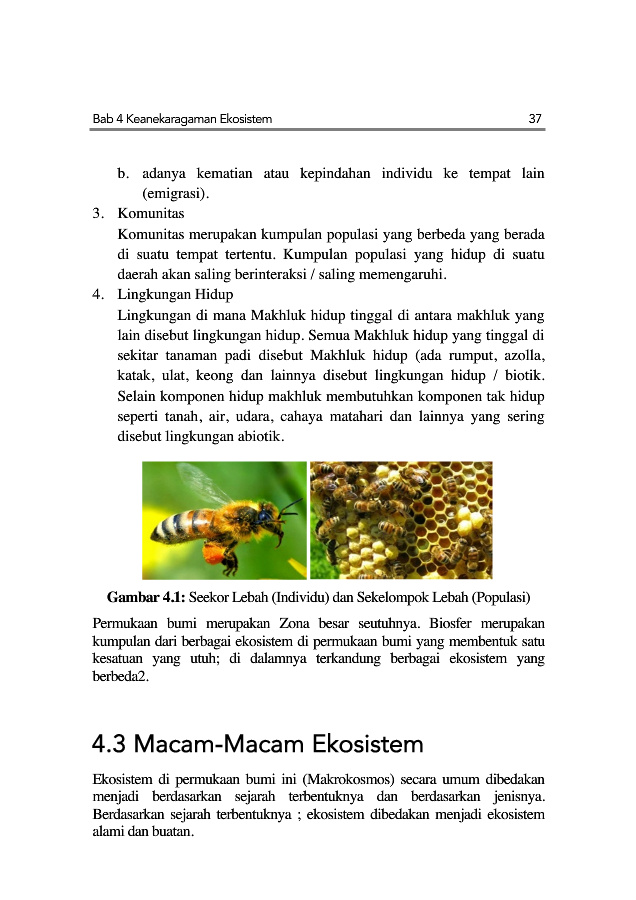 Bab 4 Keanekaragaman Ekosistem 37
b. adanya kematian atau kepindahan individu ke tempat lain
(emigrasi).
3. Komunitas
Komunitas merupakan kumpulan populasi yang berbeda yang berada
di suatu tempat tertentu. Kumpulan populasi yang hidup di suatu
daerah akan saling berinteraksi / saling memengaruhi.
4. Lingkungan Hidup
Lingkungan di mana Makhluk hidup tinggal di antara makhluk yang
lain disebut lingkungan hidup. Semua Makhluk hidup yang tinggal di
sekitar tanaman padi disebut Makhluk hidup (ada rumput, azolla,
katak, ulat, keong dan lainnya disebut lingkungan hidup / biotik.
Selain komponen hidup makhluk membutuhkan komponen tak hidup
seperti tanah, air, udara, cahaya matahari dan lainnya yang sering
disebut lingkungan abiotik.
Gambar 4.1: Seekor Lebah (Individu) dan Sekelompok Lebah (Populasi)
Permukaan bumi merupakan Zona besar seutuhnya. Biosfer merupakan
kumpulan dari berbagai ekosistem di permukaan bumi yang membentuk satu
kesatuan yang utuh; di dalamnya terkandung berbagai ekosistem yang
berbeda2.
4.3 Macam-Macam Ekosistem
Ekosistem di permukaan bumi ini (Makrokosmos) secara umum dibedakan
menjadi berdasarkan sejarah terbentuknya dan berdasarkan jenisnya.
Berdasarkan sejarah terbentuknya ; ekosistem dibedakan menjadi ekosistem
alami dan buatan.